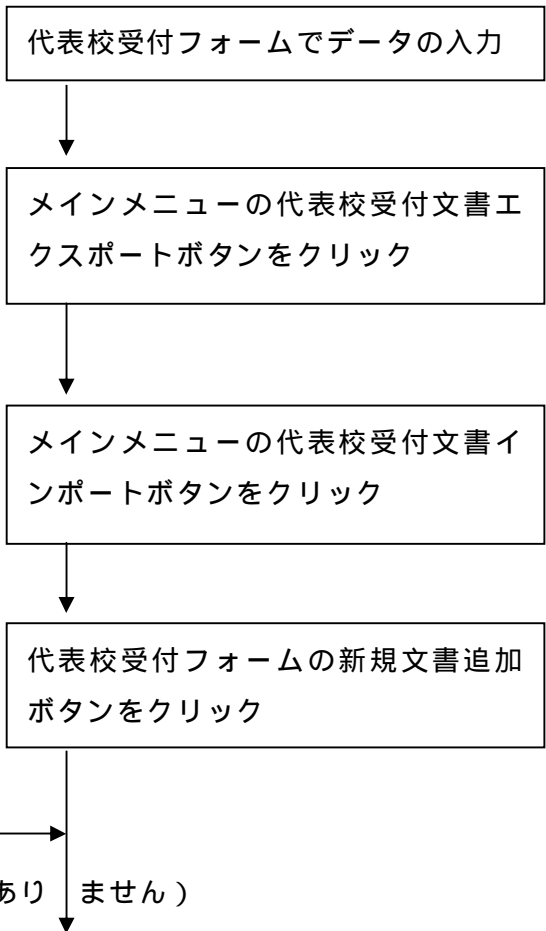 代表校受付フォームでデータの入力
メインメニューの代表校受付文書エ
クスポートボタンをクリック
メインメニューの代表校受付文書イ
ンポートボタンをクリック
代表校受付フォームの新規文書追加
ボタンをクリック
あり ません）